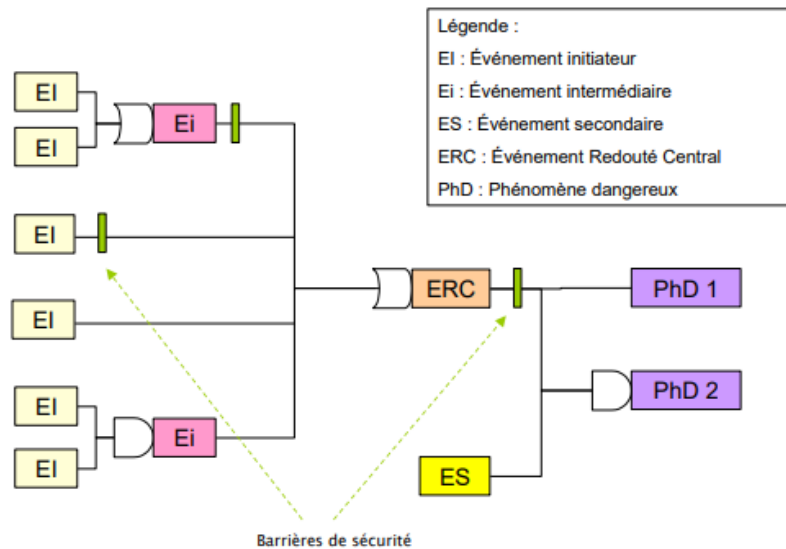 Légende :
EI : Événement initiateur
Ei : Événement intermédiaire
ES : Événement secondaire
ERC : Événement Redouté Central
PhD : Phénomène dangereux
EI
EI
Ei
EI
EI
EI
EI
Ei
ERC
PhD 1
PhD 2
ES
Barrières de sécurité